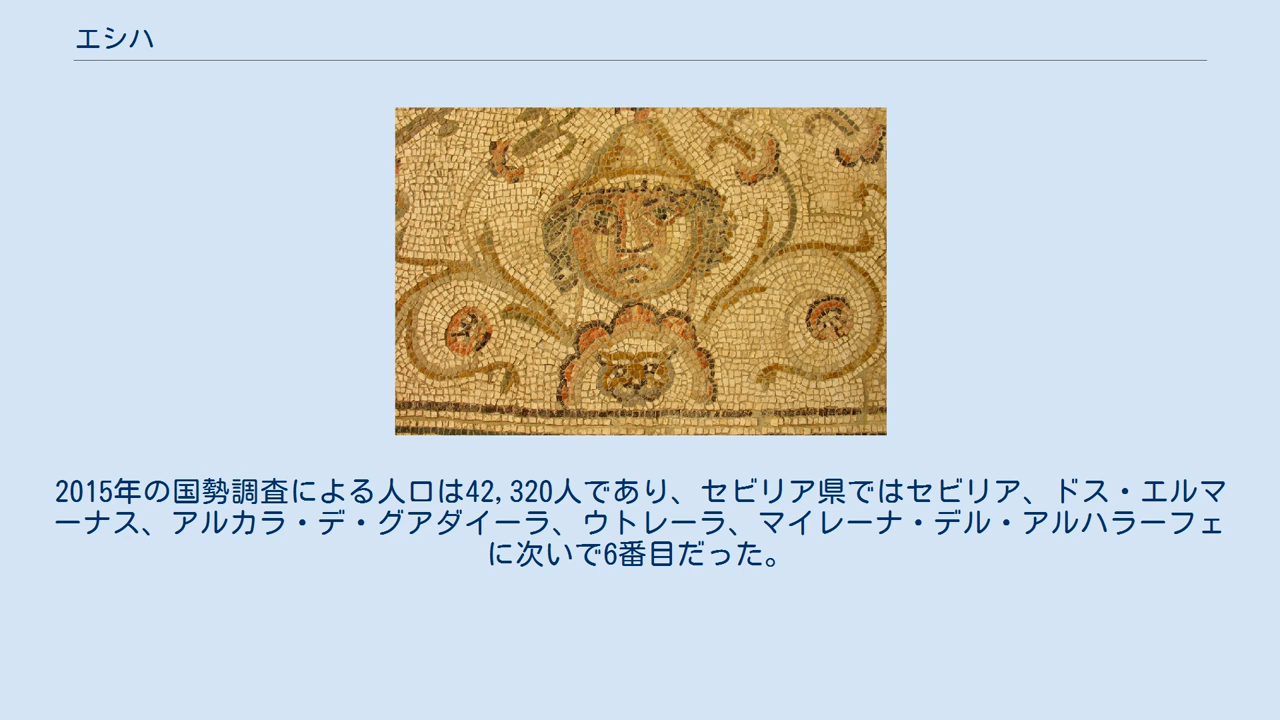 エシハ
2015年の国勢調査による人口は42,320人であり、セビリア県ではセビリア、ドス・エルマ
ーナス、アルカラ・デ・グアダイーラ、ウトレーラ、マイレーナ・デル・アルハラーフェ
に次いで6番目だった。